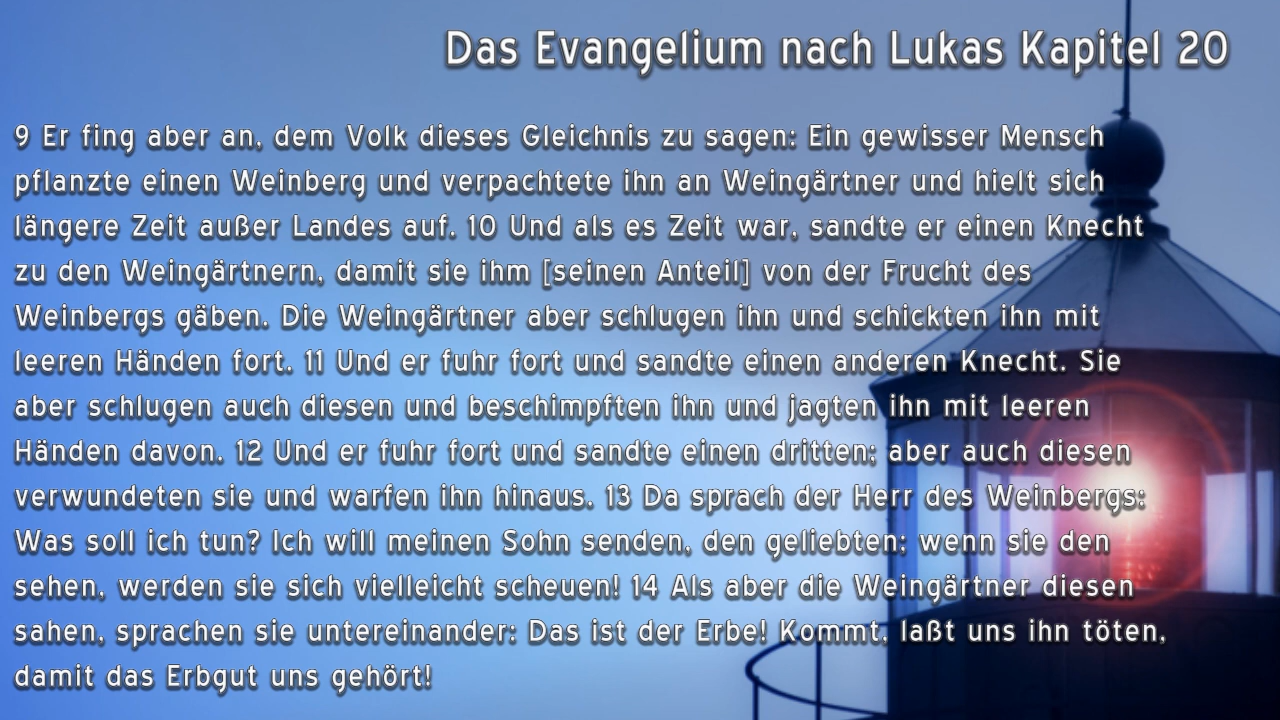 Das Evangelium nach Lukas Kapitel 20
9 Er fing aber an, dem Volk dieses Gleichnis zu sagen: Ein gewisser Mensch
pflanzte einen Weinberg und verpachtete ihn an Weingärtner und hielt sich
längere Zeit außer Landes auf. 10 Und als es Zeit war, sandte er einen Knecht
zu den Weingärtnern, damit sie ihm [seinen Anteil] von der Frucht des
Weinbergs gäben. Die Weingärtner aber schlugen ihn und schickten ihn mit
leeren Händen fort. 11 Und er fuhr fort und sandte einen anderen Knecht. Sie
aber schlugen auch diesen und beschimpften ihn und jagten ihn mit leeren
Händen davon. 12 Und er fuhr fort und sandte einen dritten; aber auch diesen
verwundeten sie und warfen ihn hinaus. 13 Da sprach der Herr des Weinbergs:
Was soll ich tun? Ich will meinen Sohn senden, den geliebten; wenn sie den
sehen, werden sie sich vielleicht scheuen! 14 Als aber die Weingärtner diesen
sahen, sprachen sie untereinander: Das ist der Erbe! Kommt, laßt uns ihn töten,
damit das Erbgut uns gehört!